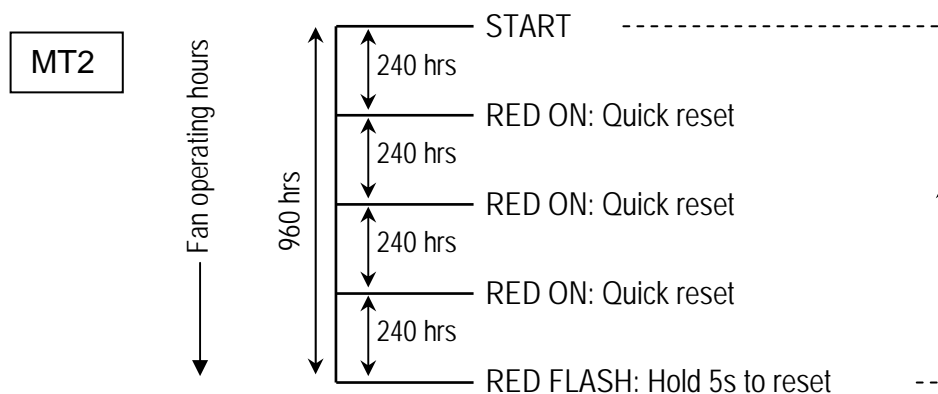 START
MT2
240 hrs
RED ON: Quick reset
Fan operating hours
240 hrs
960 hrs
RED ON: Quick reset
240 hrs
RED ON: Quick reset
240 hrs
RED FLASH: Hold 5s to reset